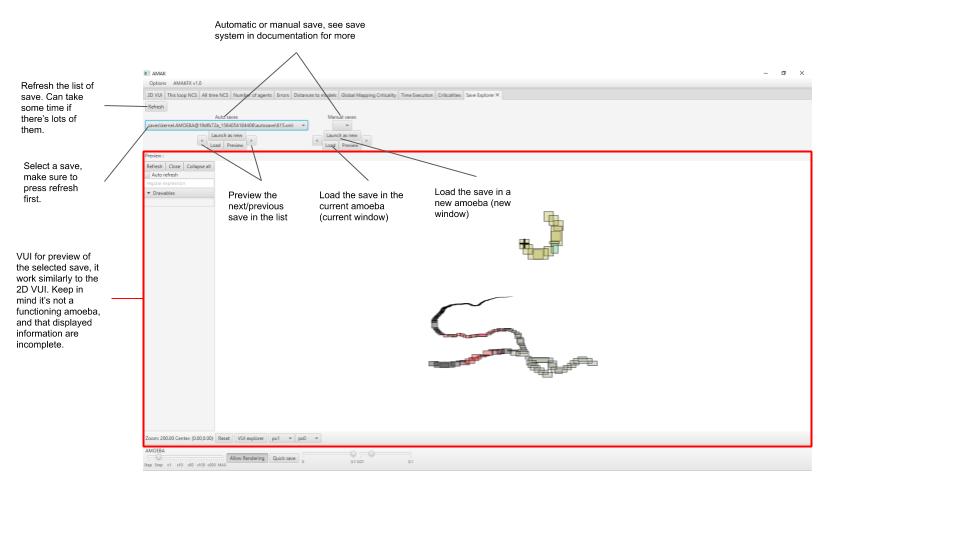 Automatic or manual save, see save
system in documentation for more
Refresh the list of
save. Can take
some time if
there's lots of
them.
Select a save,
make sure to
press refresh
first.
VUI for preview of
the selected save, it
work similarly to the
2D VUI. Keep in
mind it's not a
functioning amoeba,
and that displayed
information are
incomplete.
AMAK
Options AMAKFX v1.0
2D VUI This loop NCS All time NCS Number of agents Errors Distances to models Global Mapping Criticality Time Execution Criticalities Save Explorer ✕
Refresh
Auto saves Manual saves
< Launch as new > < Launch as new >
Load Preview Load Preview
Preview :
Refresh Close Collapse all
Auto refresh
regular expression
Drawables
Preview the
next/previous
save in the list
Load the save in the
current amoeba
(current window)
Load the save in a
new amoeba (new
window)
Zoom: 200.00 Center: (0.00,0.00) Reset VUI explorer px1 px0
AMOEBA
Allow Rendering Quick save
Stop Step x1 x10 x50 x100 x500 MAX
0 0.1